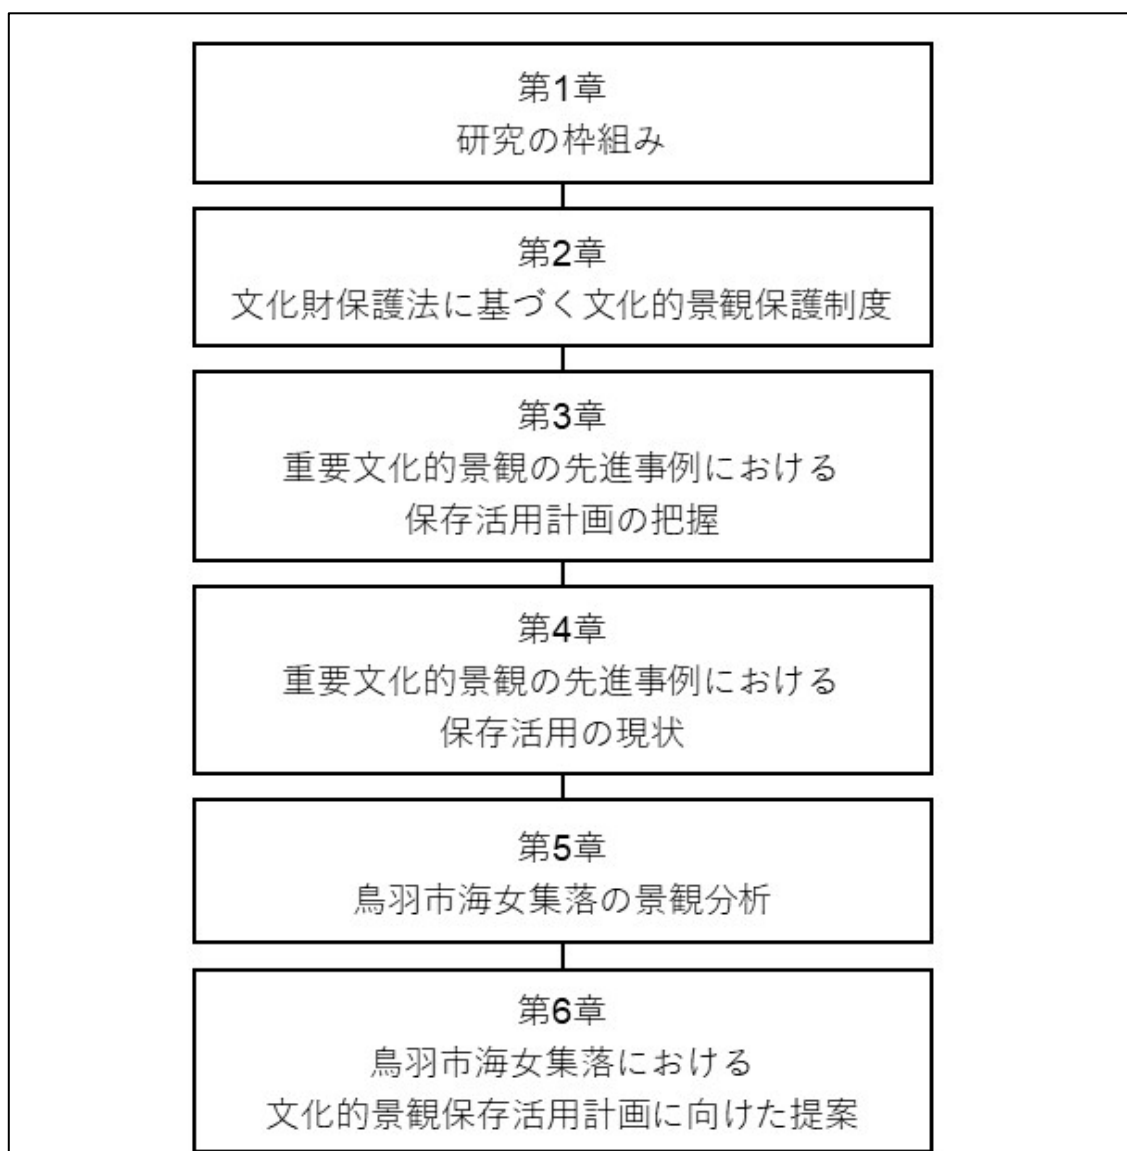 第1章
研究の枠組み
第2章
文化財保護法に基づく文化的景観保護制度
第3章
重要文化的景観の先進事例における
保存活用計画の把握
第4章
重要文化的景観の先進事例における
保存活用の現状
第5章
鳥羽市海女集落の景観分析
第6章
鳥羽市海女集落における
文化的景観保存活用計画に向けた提案